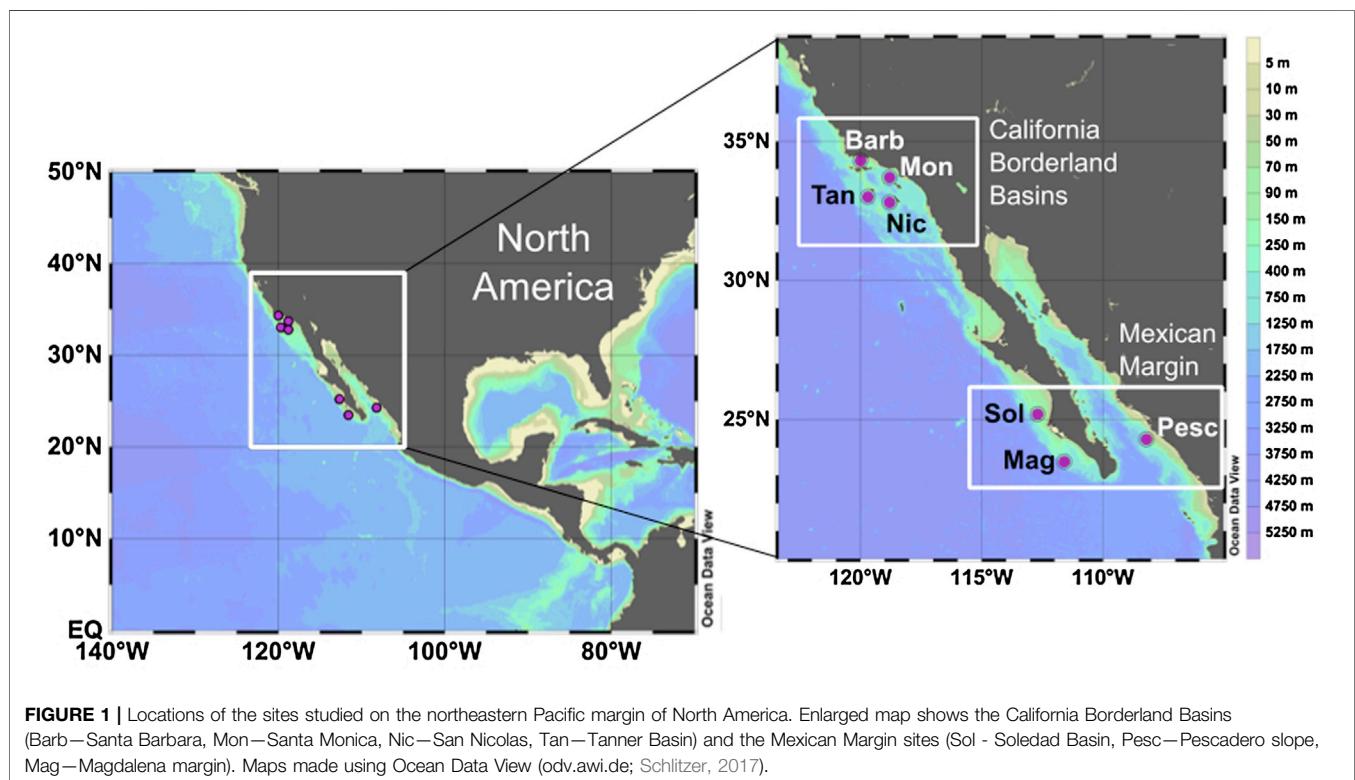 50°N
40°N
30°N
20°N
10°N
EQ
140°W
120°W
100°W
80°W
North
America
Ocean Data View
35°N
30°N
25°N
120°W
115°W
110°W
Barb
Mon
Tan
Nic
California
Borderland
Basins
Mexican
Margin
Sol
Pesc
Mag
Ocean Data View
5 m
10 m
30 m
50 m
70 m
90 m
150 m
250 m
400 m
750 m
1250 m
1750 m
2250 m
2750 m
3250 m
3750 m
4250 m
4750 m
5250 m
FIGURE 1 | Locations of the sites studied on the northeastern Pacific margin of North America. Enlarged map shows the California Borderland Basins
(Barb—Santa Barbara, Mon—Santa Monica, Nic—San Nicolas, Tan—Tanner Basin) and the Mexican Margin sites (Sol - Soledad Basin, Pesc—Pescadero slope,
Mag—Magdalena margin). Maps made using Ocean Data View (odv.awi.de; Schlitzer, 2017).